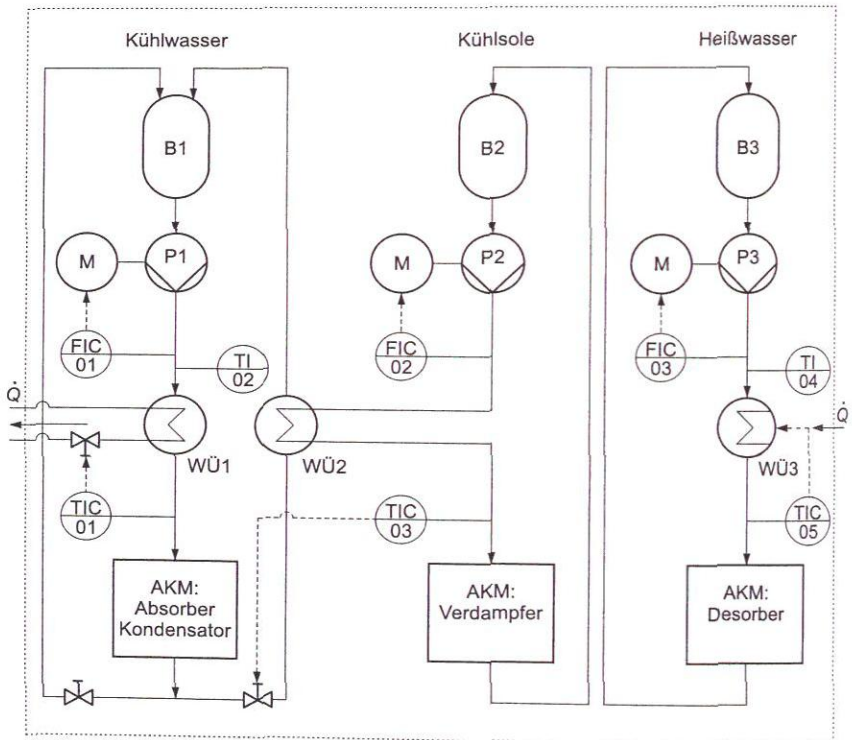 Kühlwasser
Kühlsole
Heißwasser
B1
B2
B3
M
P1
M
P2
M
P3
FIC
01
TI
02
FIC
02
FIC
03
TI
04
Q̇
Q̇
WÜ1
WÜ2
WÜ3
TIC
01
TIC
03
TIC
05
AKM:
Absorber
Kondensator
AKM:
Verdampfer
AKM:
Desorber